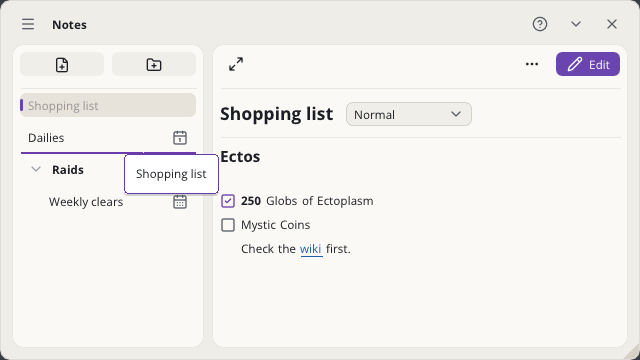 Notes
Edit
Shopping list
Dailies
Raids
Weekly clears
Shopping list
Shopping list
Normal
Ectos
250 Globs of Ectoplasm
Mystic Coins
Check the wiki first.